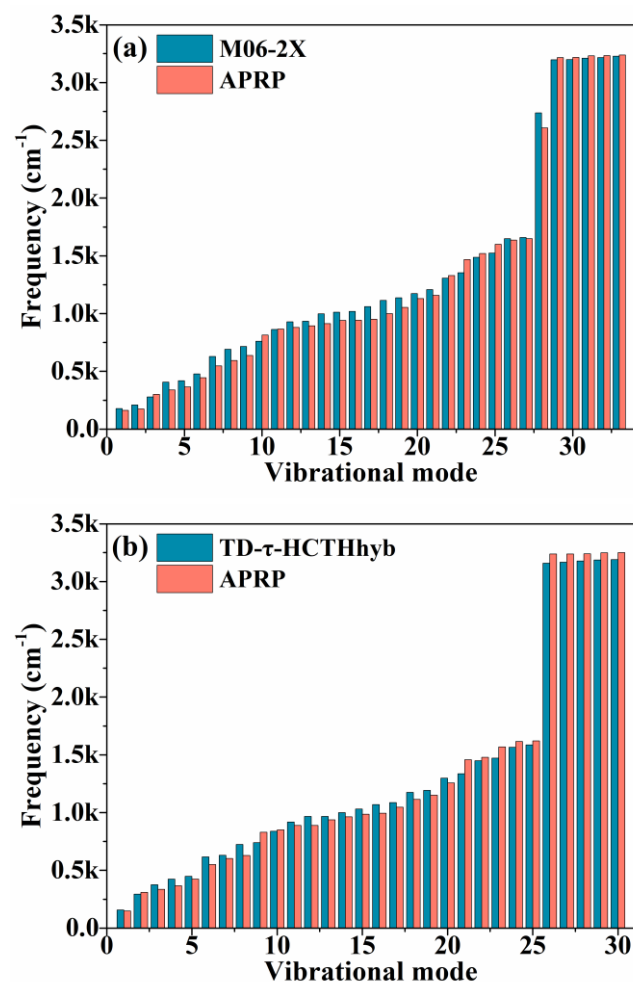 (a)
M06-2X
APRP
Frequency (cm⁻¹)
3.5k
3.0k
2.5k
2.0k
1.5k
1.0k
0.5k
0.0
0 5 10 15 20 25 30
Vibrational mode
(b)
TD-τ-HCTHhyb
APRP
Frequency (cm⁻¹)
3.5k
3.0k
2.5k
2.0k
1.5k
1.0k
0.5k
0.0
0 5 10 15 20 25 30
Vibrational mode